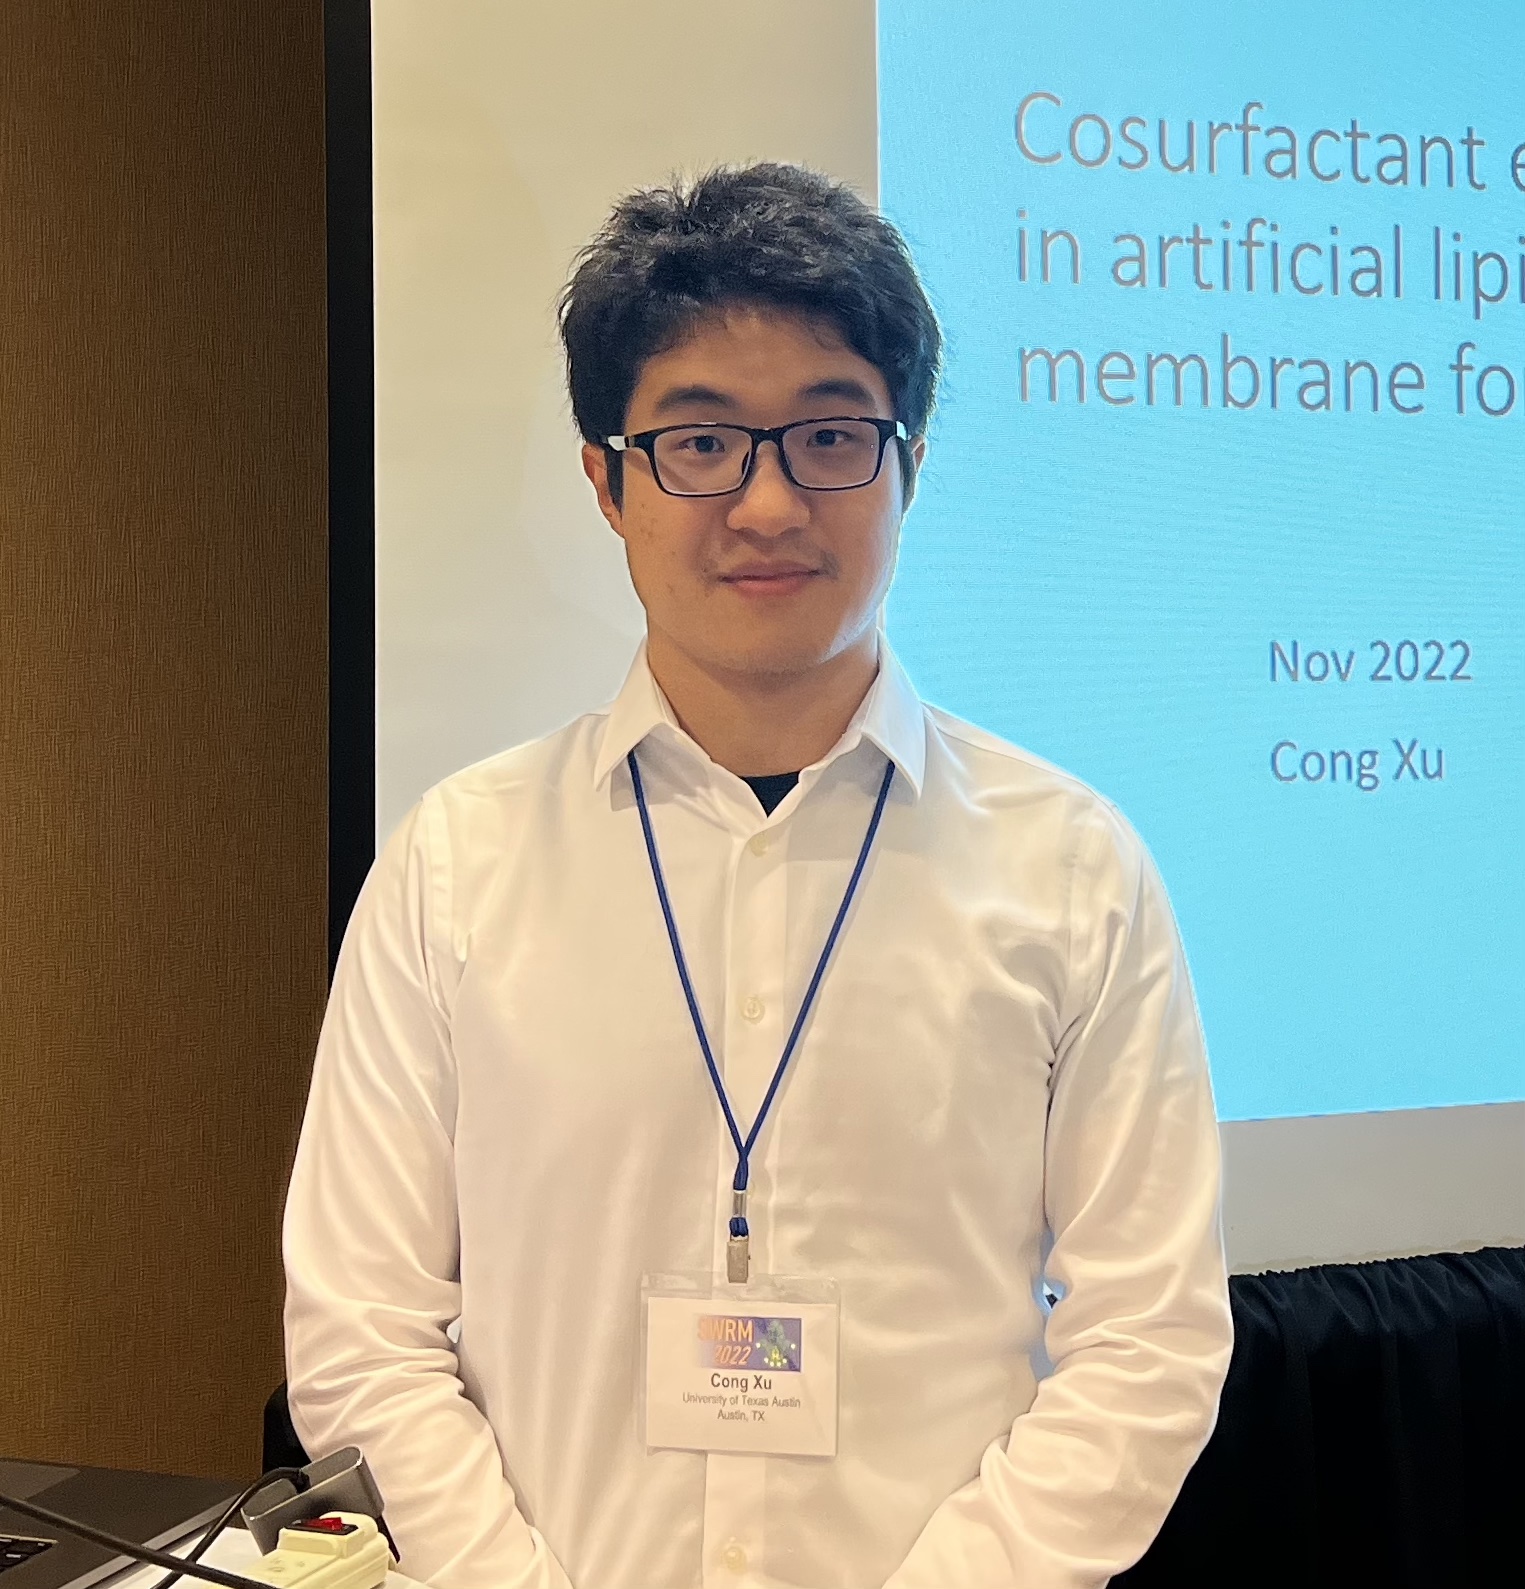 Cosurfactant e
in artificial lipi
membrane fo
Nov 2022
Cong Xu
SWRM
2022
Cong Xu
University of Texas Austin
Austin, TX